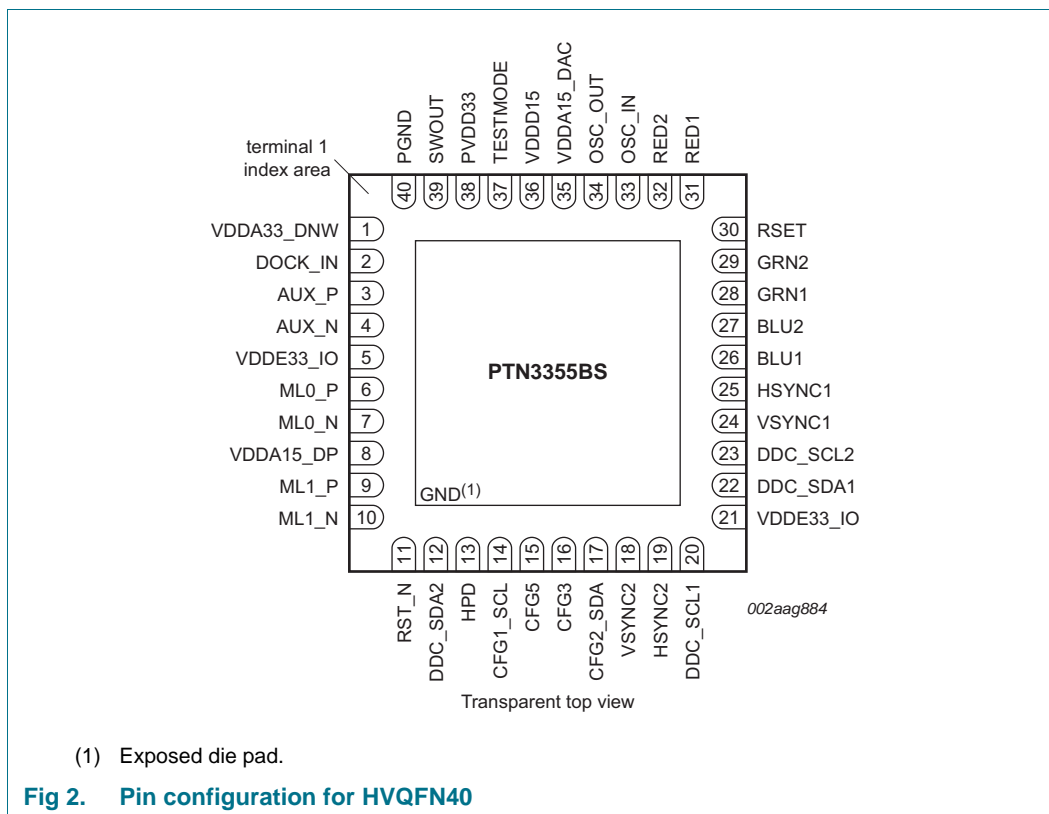 PGND
SWOUT
PVDD33
TESTMODE
VDDD15
VDDA15_DAC
OSC_OUT
OSC_IN
RED2
RED1
terminal 1
index area
40
39
38
37
36
35
34
33
32
31
VDDA33_DNW 1
DOCK_IN 2
AUX_P 3
AUX_N 4
VDDE33_IO 5
ML0_P 6
ML0_N 7
VDDA15_DP 8
ML1_P 9
ML1_N 10
PTN3355BS
GND(1)
30 RSET
29 GRN2
28 GRN1
27 BLU2
26 BLU1
25 HSYNC1
24 VSYNC1
23 DDC_SCL2
22 DDC_SDA1
21 VDDE33_IO
11
12
13
14
15
16
17
18
19
20
RST_N
DDC_SDA2
HPD
CFG1_SCL
CFG5
CFG3
CFG2_SDA
VSYNC2
HSYNC2
DDC_SCL1
002aag884
Transparent top view
(1) Exposed die pad.
Fig 2. Pin configuration for HVQFN40